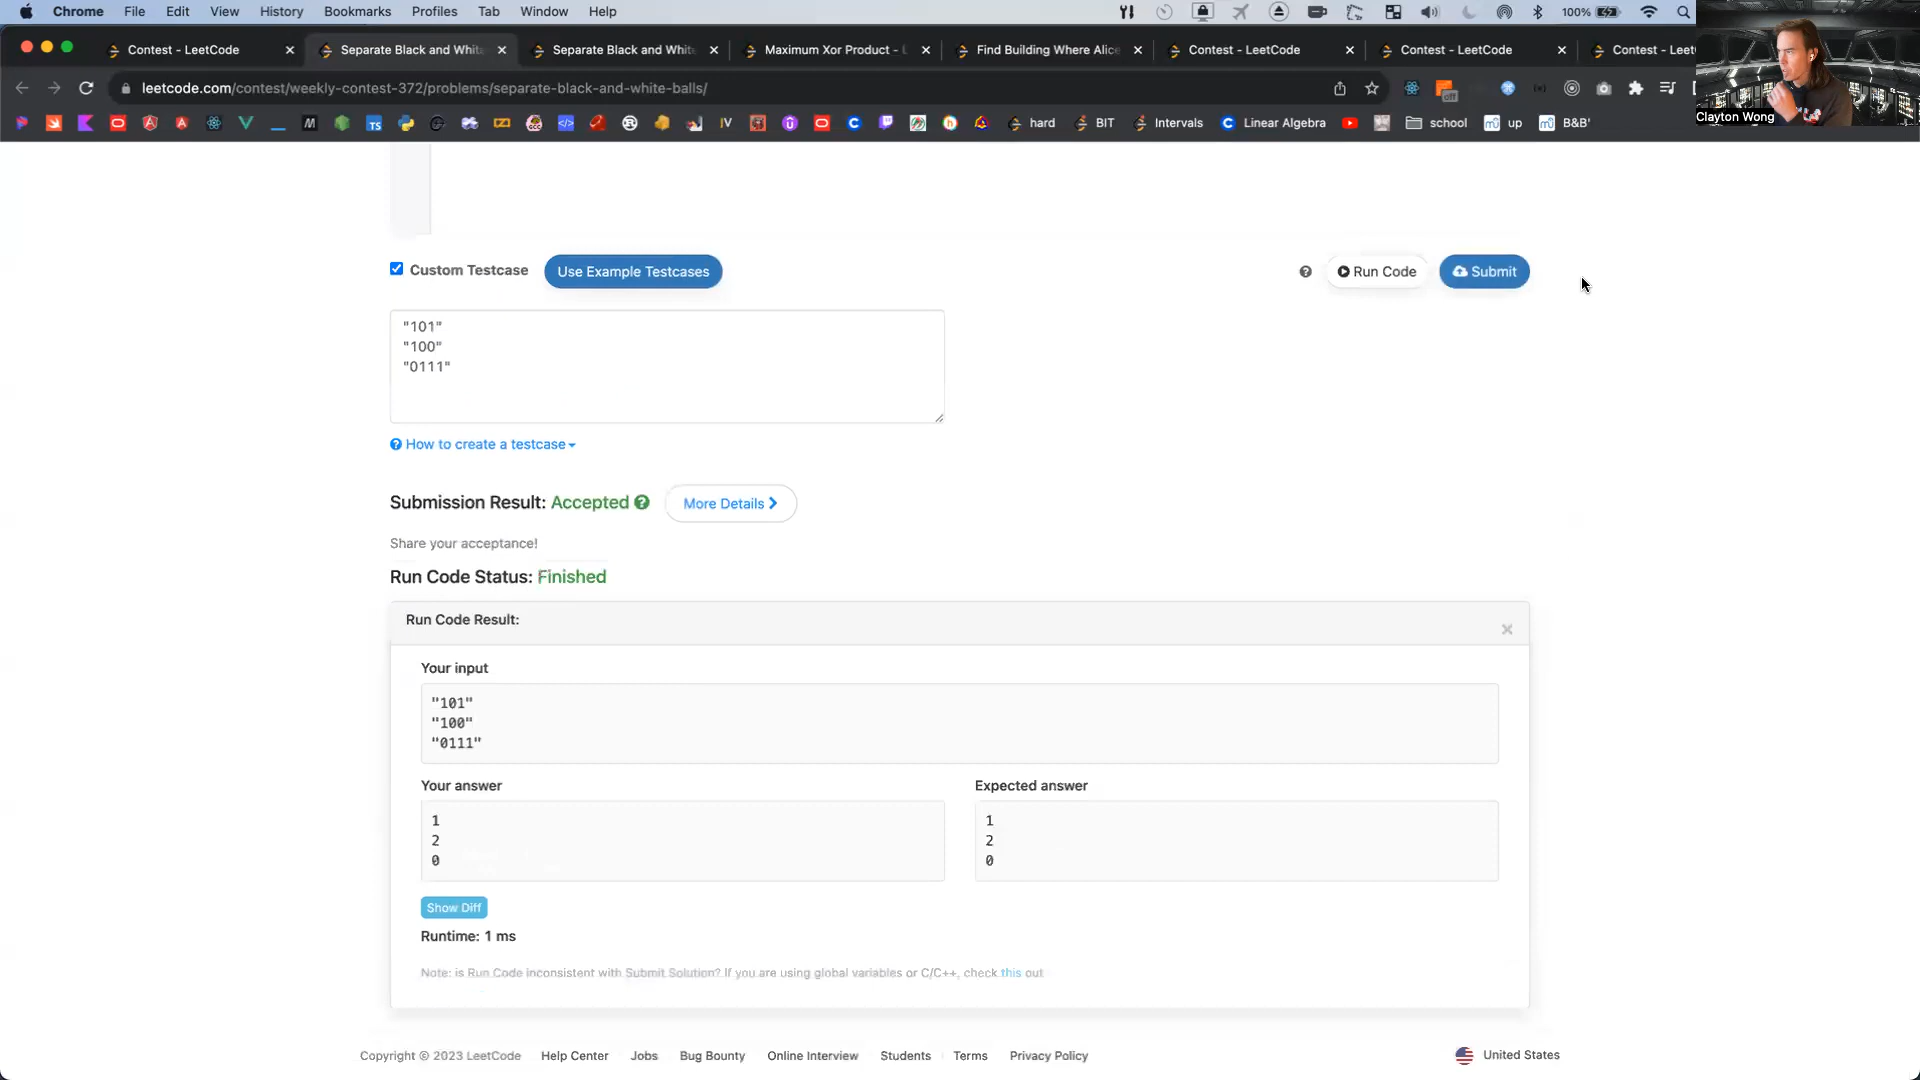 Chrome File Edit View History Bookmarks Profiles Tab Window Help 100%
Contest - LeetCode
Separate Black and White
Separate Black and White
Maximum Xor Product -
Find Building Where Alice
Contest - LeetCode
Contest - LeetCode
Contest - Leet
leetcode.com/contest/weekly-contest-372/problems/separate-black-and-white-balls/
off
Clayton Wong
TS IV hard BIT Intervals Linear Algebra school up B&B'
Custom Testcase Use Example Testcases Run Code Submit
"101"
"100"
"0111"
How to create a testcase
Submission Result: Accepted More Details
Share your acceptance!
Run Code Status: Finished
Run Code Result:
Your input
"101"
"100"
"0111"
Your answer Expected answer
1 1
2 2
0 0
Show Diff
Runtime: 1 ms
Note: is Run Code inconsistent with Submit Solution? If you are using global variables or C/C++, check this out
Copyright © 2023 LeetCode Help Center Jobs Bug Bounty Online Interview Students Terms Privacy Policy United States